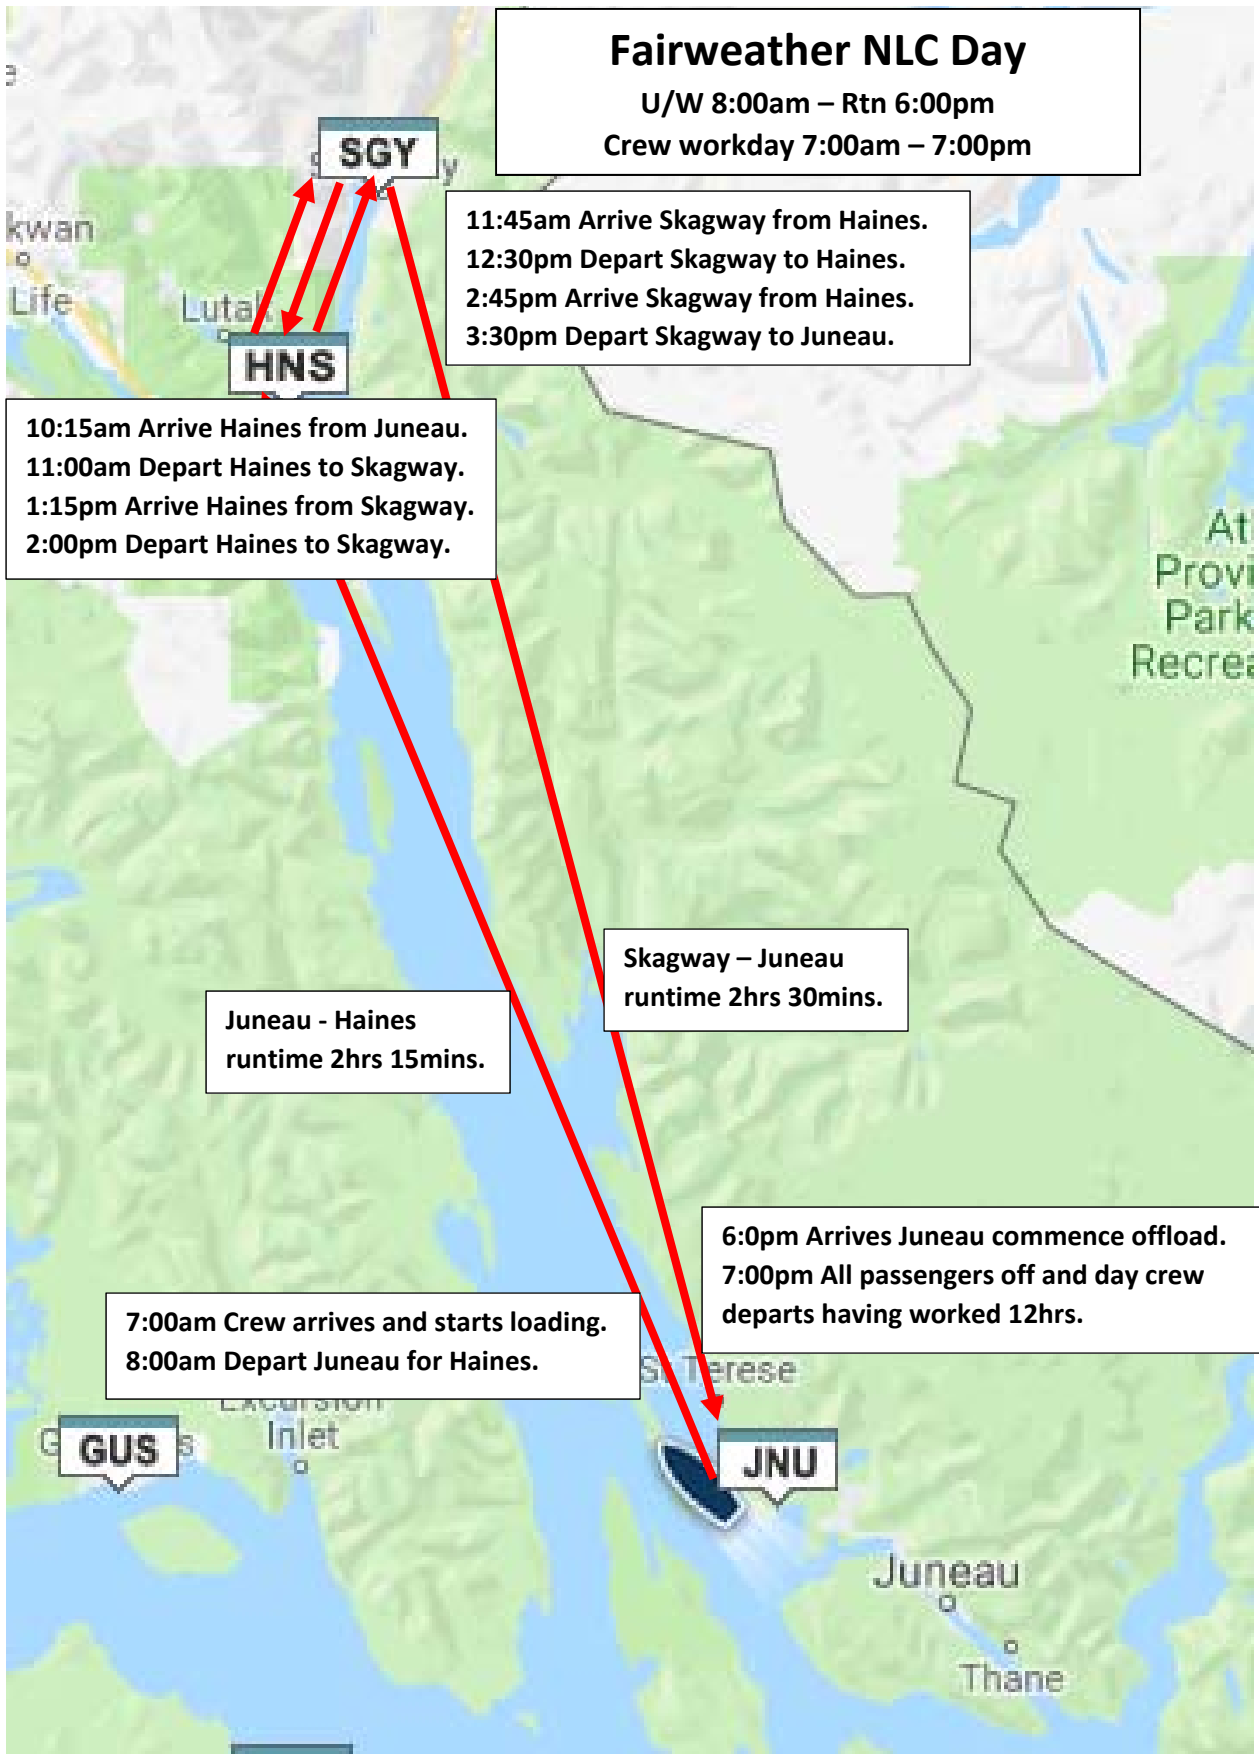 Fairweather NLC Day
U/W 8:00am – Rtn 6:00pm
Crew workday 7:00am – 7:00pm
SGY
y
11:45am Arrive Skagway from Haines.
12:30pm Depart Skagway to Haines.
2:45pm Arrive Skagway from Haines.
3:30pm Depart Skagway to Juneau.
kwan
Life
HNS
10:15am Arrive Haines from Juneau.
11:00am Depart Haines to Skagway.
1:15pm Arrive Haines from Skagway.
2:00pm Depart Haines to Skagway.
At
Provi
Park
Recrea
Skagway – Juneau
runtime 2hrs 30mins.
Juneau - Haines
runtime 2hrs 15mins.
6:0pm Arrives Juneau commence offload.
7:00pm All passengers off and day crew
departs having worked 12hrs.
7:00am Crew arrives and starts loading.
8:00am Depart Juneau for Haines.
Terese
Excursion
Inlet
G
GUS
s
JNU
Juneau
Thane